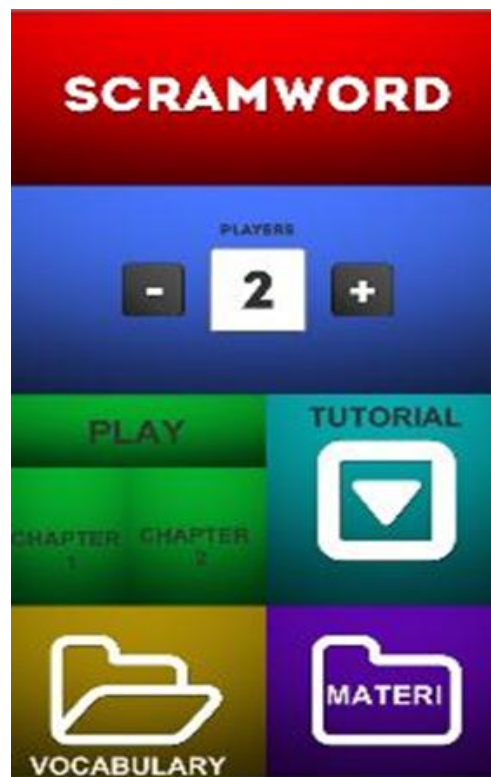 SCRAMWORD
PLAYERS
- 2 +
PLAY
TUTORIAL
CHAPTER CHAPTER
1 2
VOCABULARY
MATERI